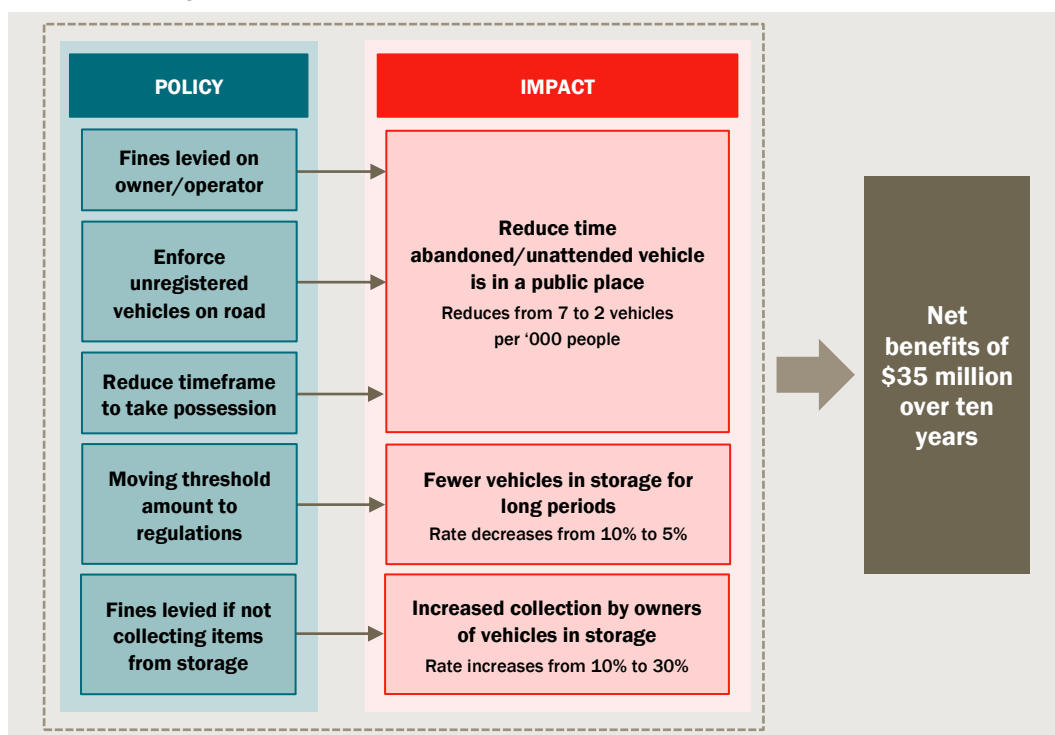 POLICY
IMPACT
Fines levied on
owner/operator
Enforce
unregistered
vehicles on road
Reduce timeframe
to take possession
Moving threshold
amount to
regulations
Fines levied if not
collecting items
from storage
Reduce time
abandoned/unattended vehicle
is in a public place
Reduces from 7 to 2 vehicles
per ‘000 people
Fewer vehicles in storage for
long periods
Rate decreases from 10% to 5%
Increased collection by owners
of vehicles in storage
Rate increases from 10% to 30%
Net
benefits of
$35 million
over ten
years